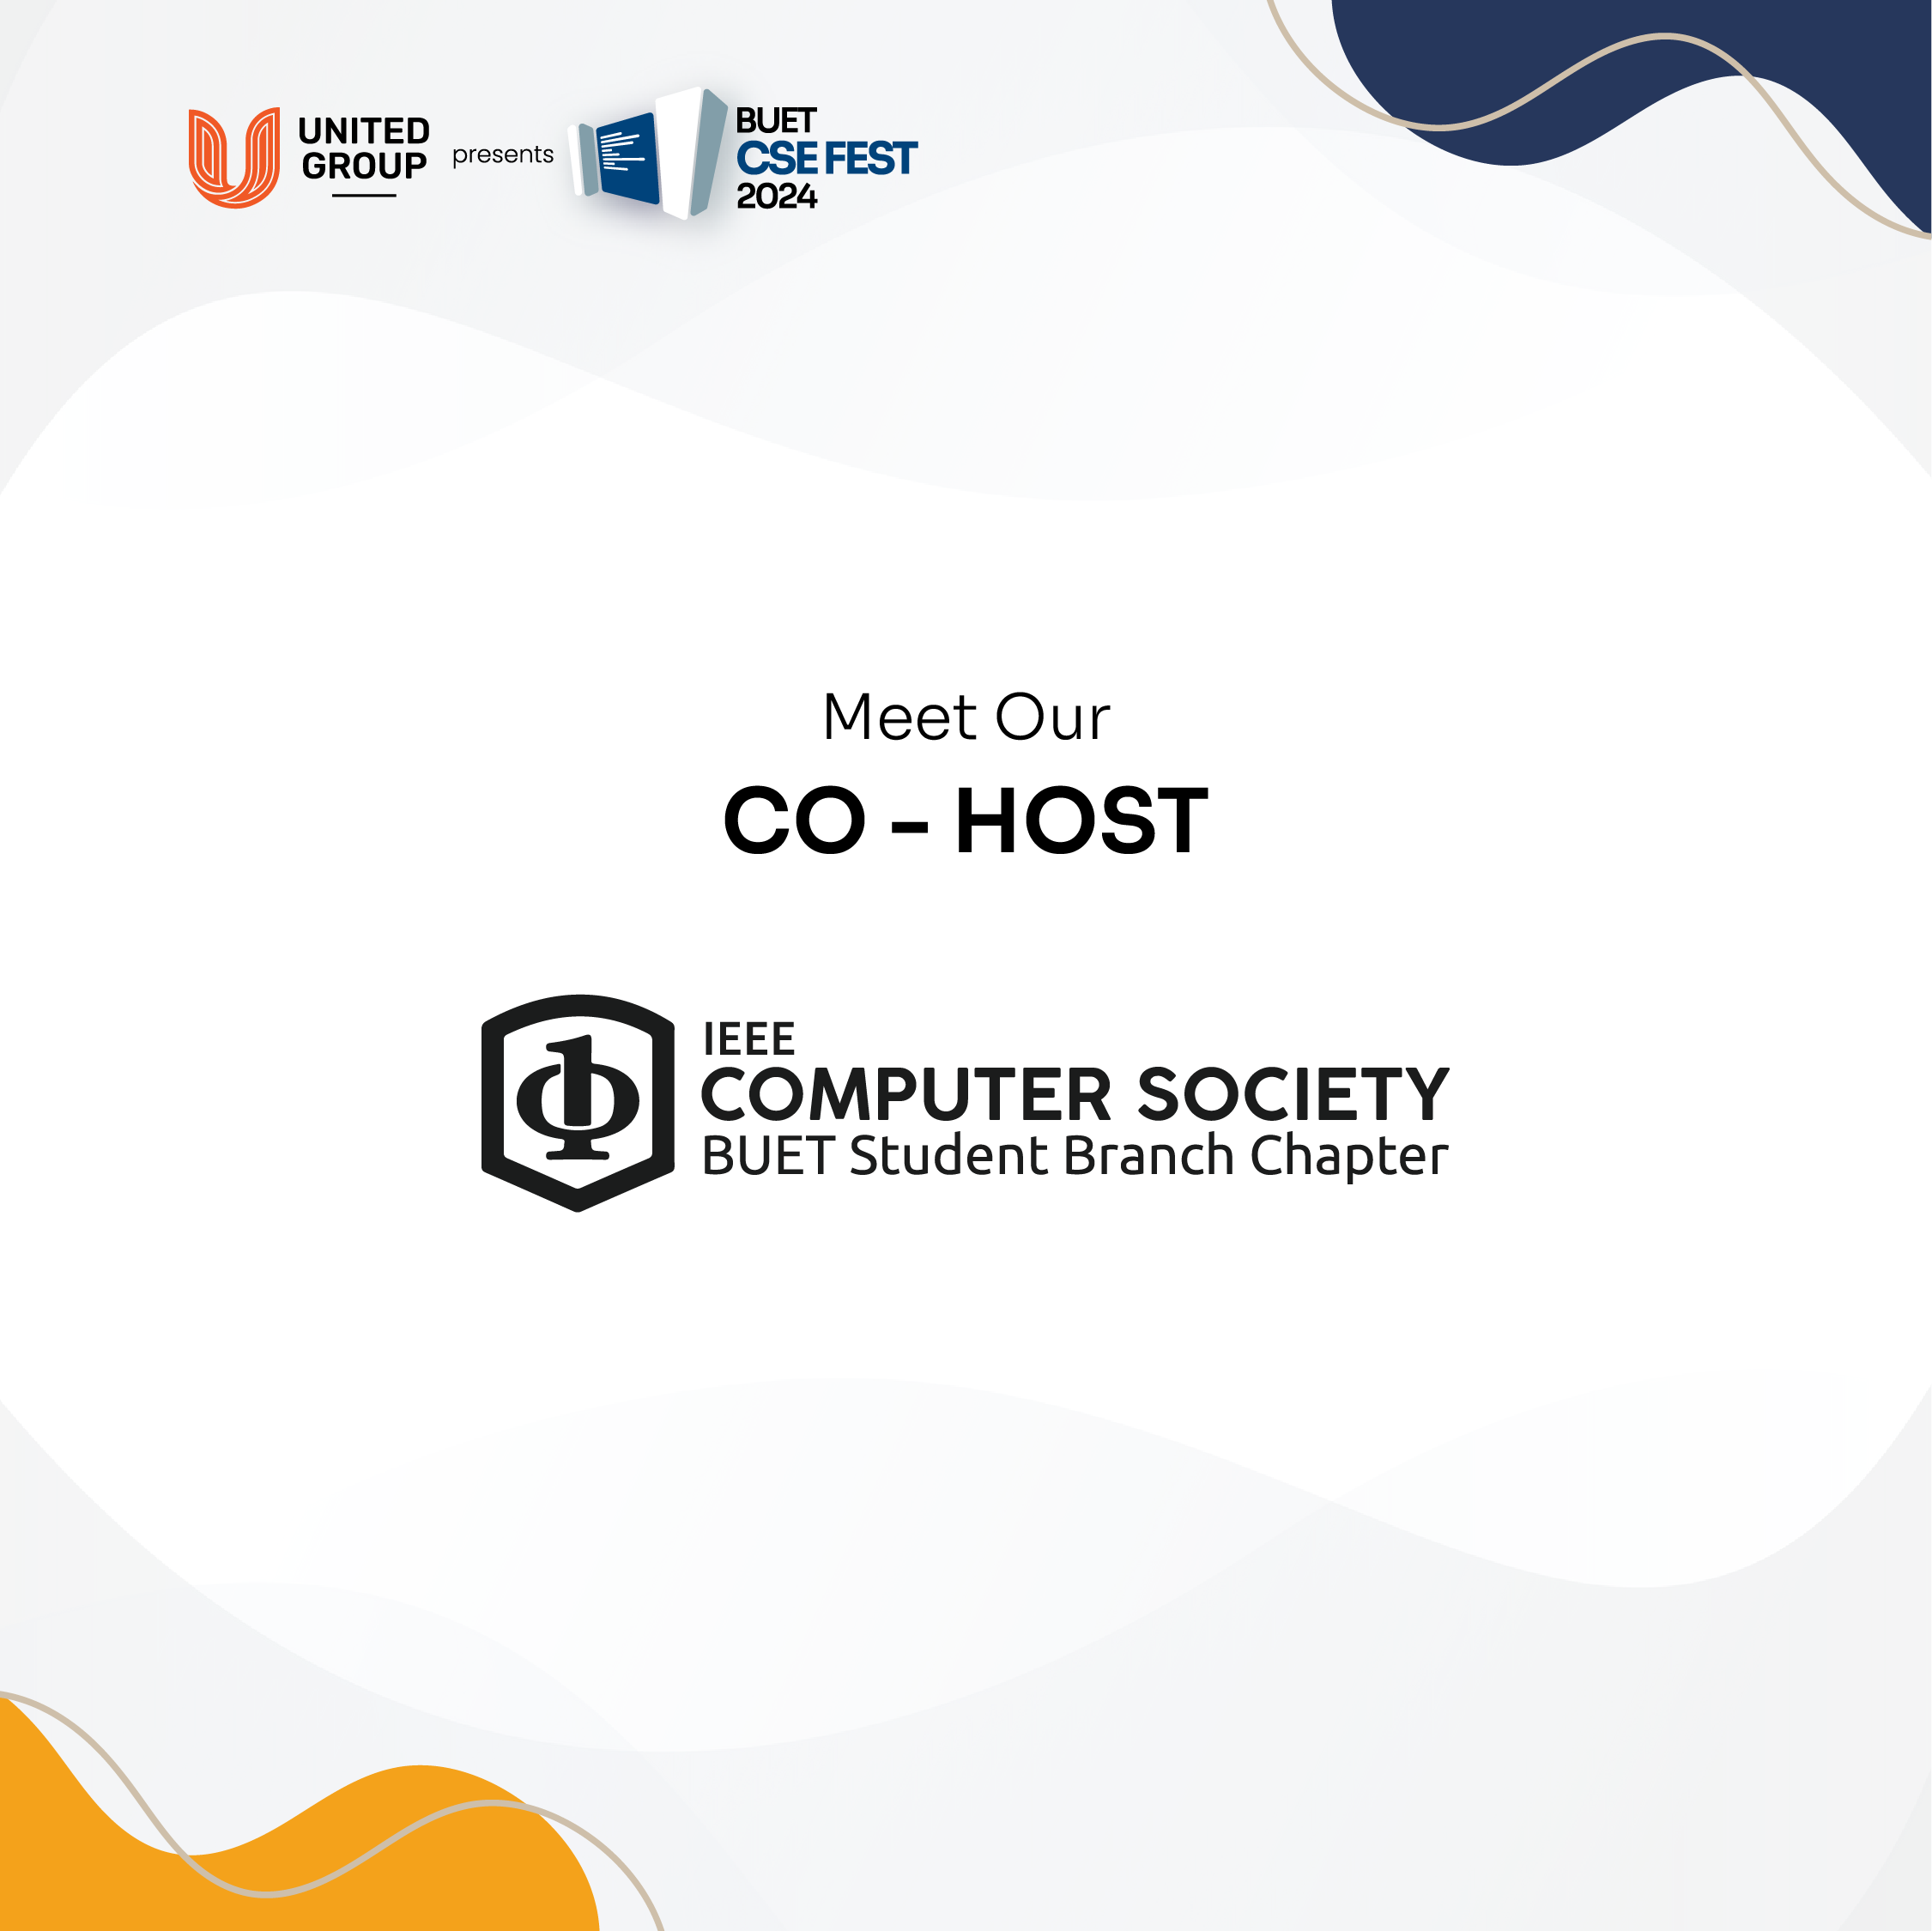 UNITED
GROUP
presents
BUET
CSE FEST
2024
Meet Our
CO - HOST
IEEE
COMPUTER SOCIETY
BUET Student Branch Chapter